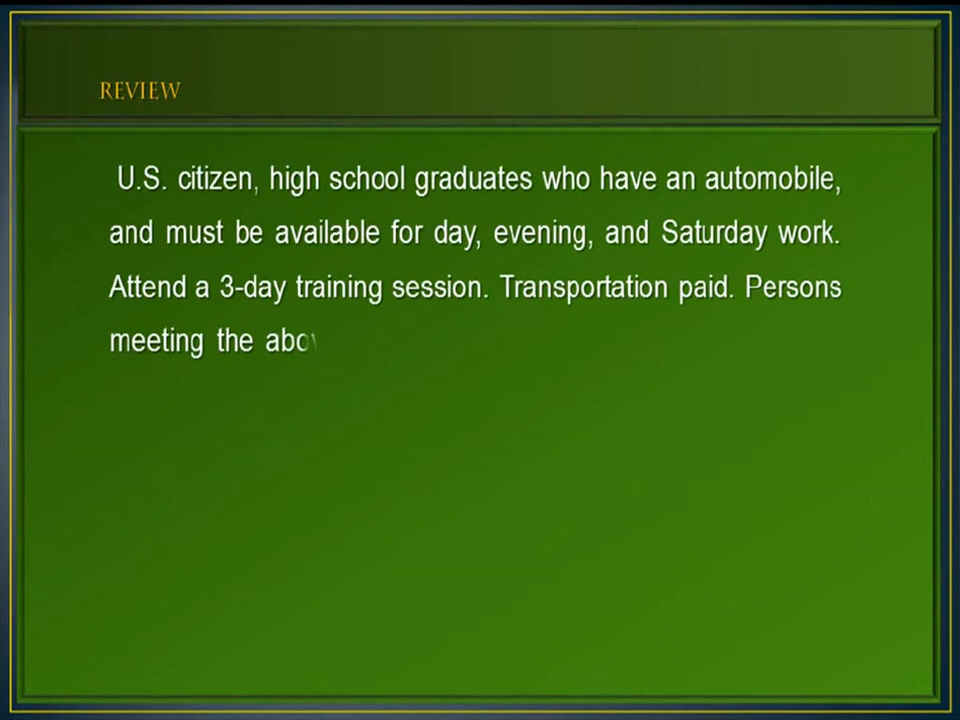 REVIEW
U.S. citizen, high school graduates who have an automobile,
and must be available for day, evening, and Saturday work.
Attend a 3-day training session. Transportation paid. Persons
meeting the